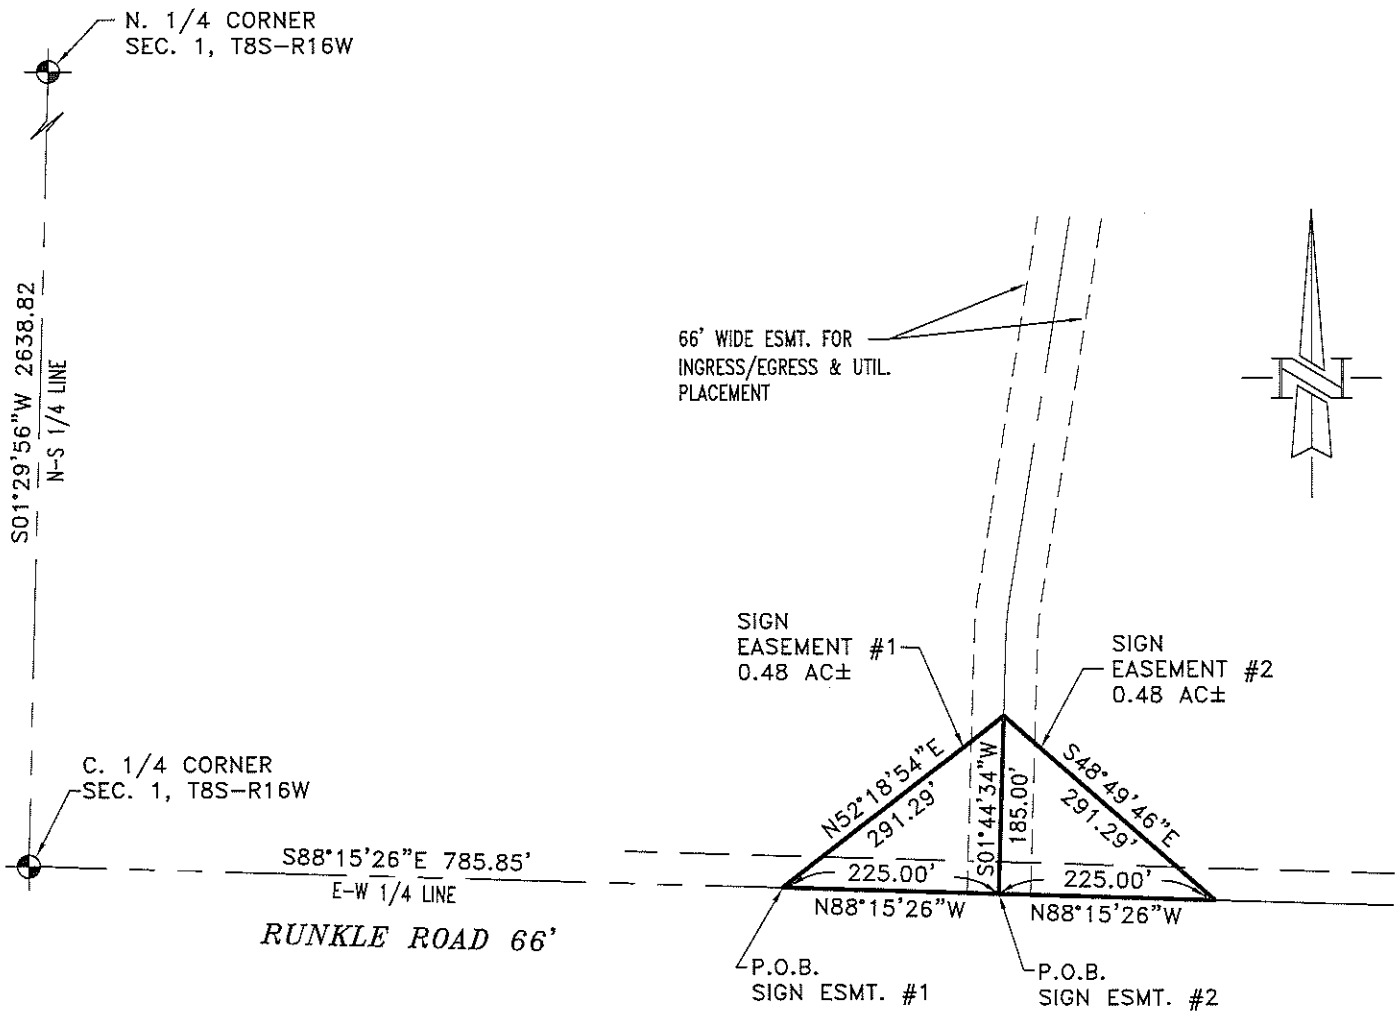 N. 1/4 CORNER
SEC. 1, T8S-R16W
S01°29'56"W 2638.82
N-S 1/4 LINE
66' WIDE ESMT. FOR
INGRESS/EGRESS & UTIL.
PLACEMENT
N
SIGN
EASEMENT #1
0.48 AC±
SIGN
EASEMENT #2
0.48 AC±
C. 1/4 CORNER
SEC. 1, T8S-R16W
N52°18'54"E
291.29'
S01°44'34"W
185.00'
S48°49'46"E
291.29'
S88°15'26"E 785.85'
E-W 1/4 LINE
225.00'
225.00'
N88°15'26"W
N88°15'26"W
RUNKLE ROAD 66'
P.O.B.
SIGN ESMT. #1
P.O.B.
SIGN ESMT. #2